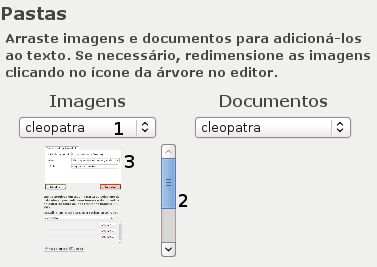 Pastas
Arraste imagens e documentos para adicioná-los
ao texto. Se necessário, redimensione as imagens
clicando no ícone da árvore no editor.
Imagens
Documentos
cleopatra 1
cleopatra
3
2